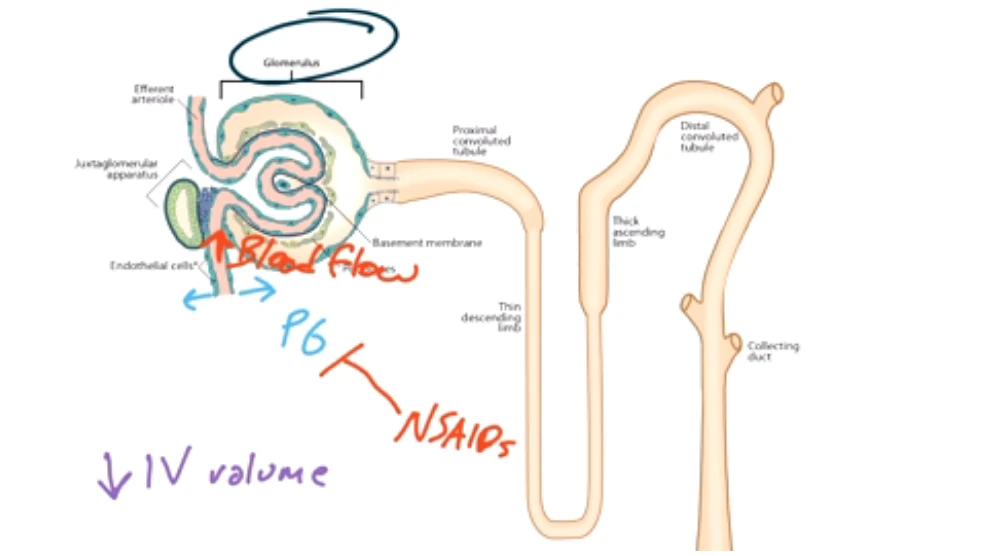 Glomerulus
Efferent
arteriole
Juxtaglomerular
apparatus
Basement membrane
Endothelial cells*
Blood flow
PG
NSAIDs
↓ IV volume
Proximal
convoluted
tubule
Thin
descending
limb
Thick
ascending
limb
Distal
convoluted
tubule
Collecting
duct